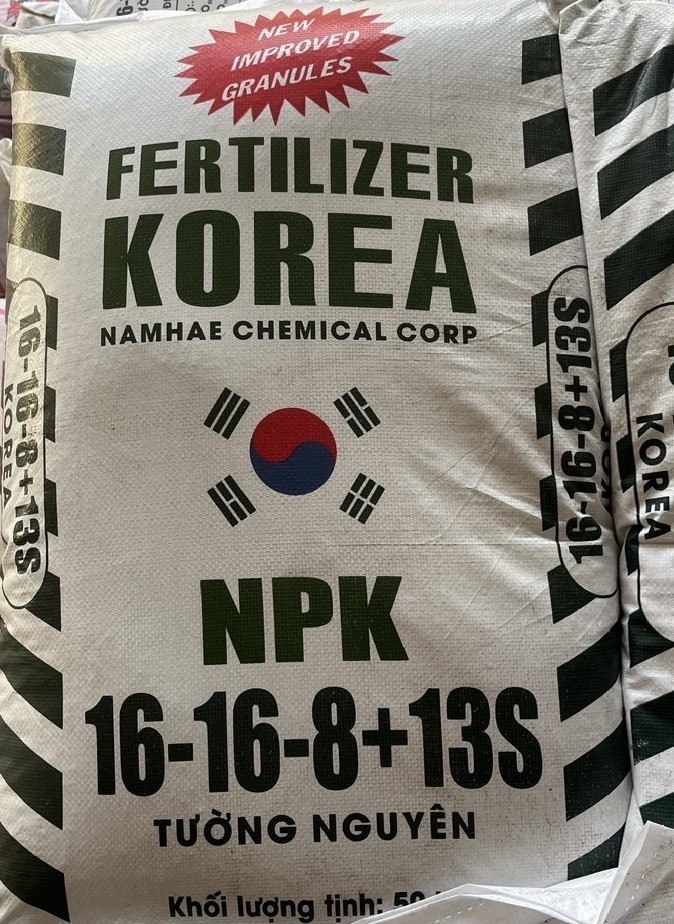 NEW
IMPROVED
GRANULES
FERTILIZER
KOREA
NAMHAE CHEMICAL CORP
NPK
16-16-8+13S
TƯỜNG NGUYÊN
Khối lượng tịnh:
16-16-8+13S
KOREA
16-16-8+13S
KOREA